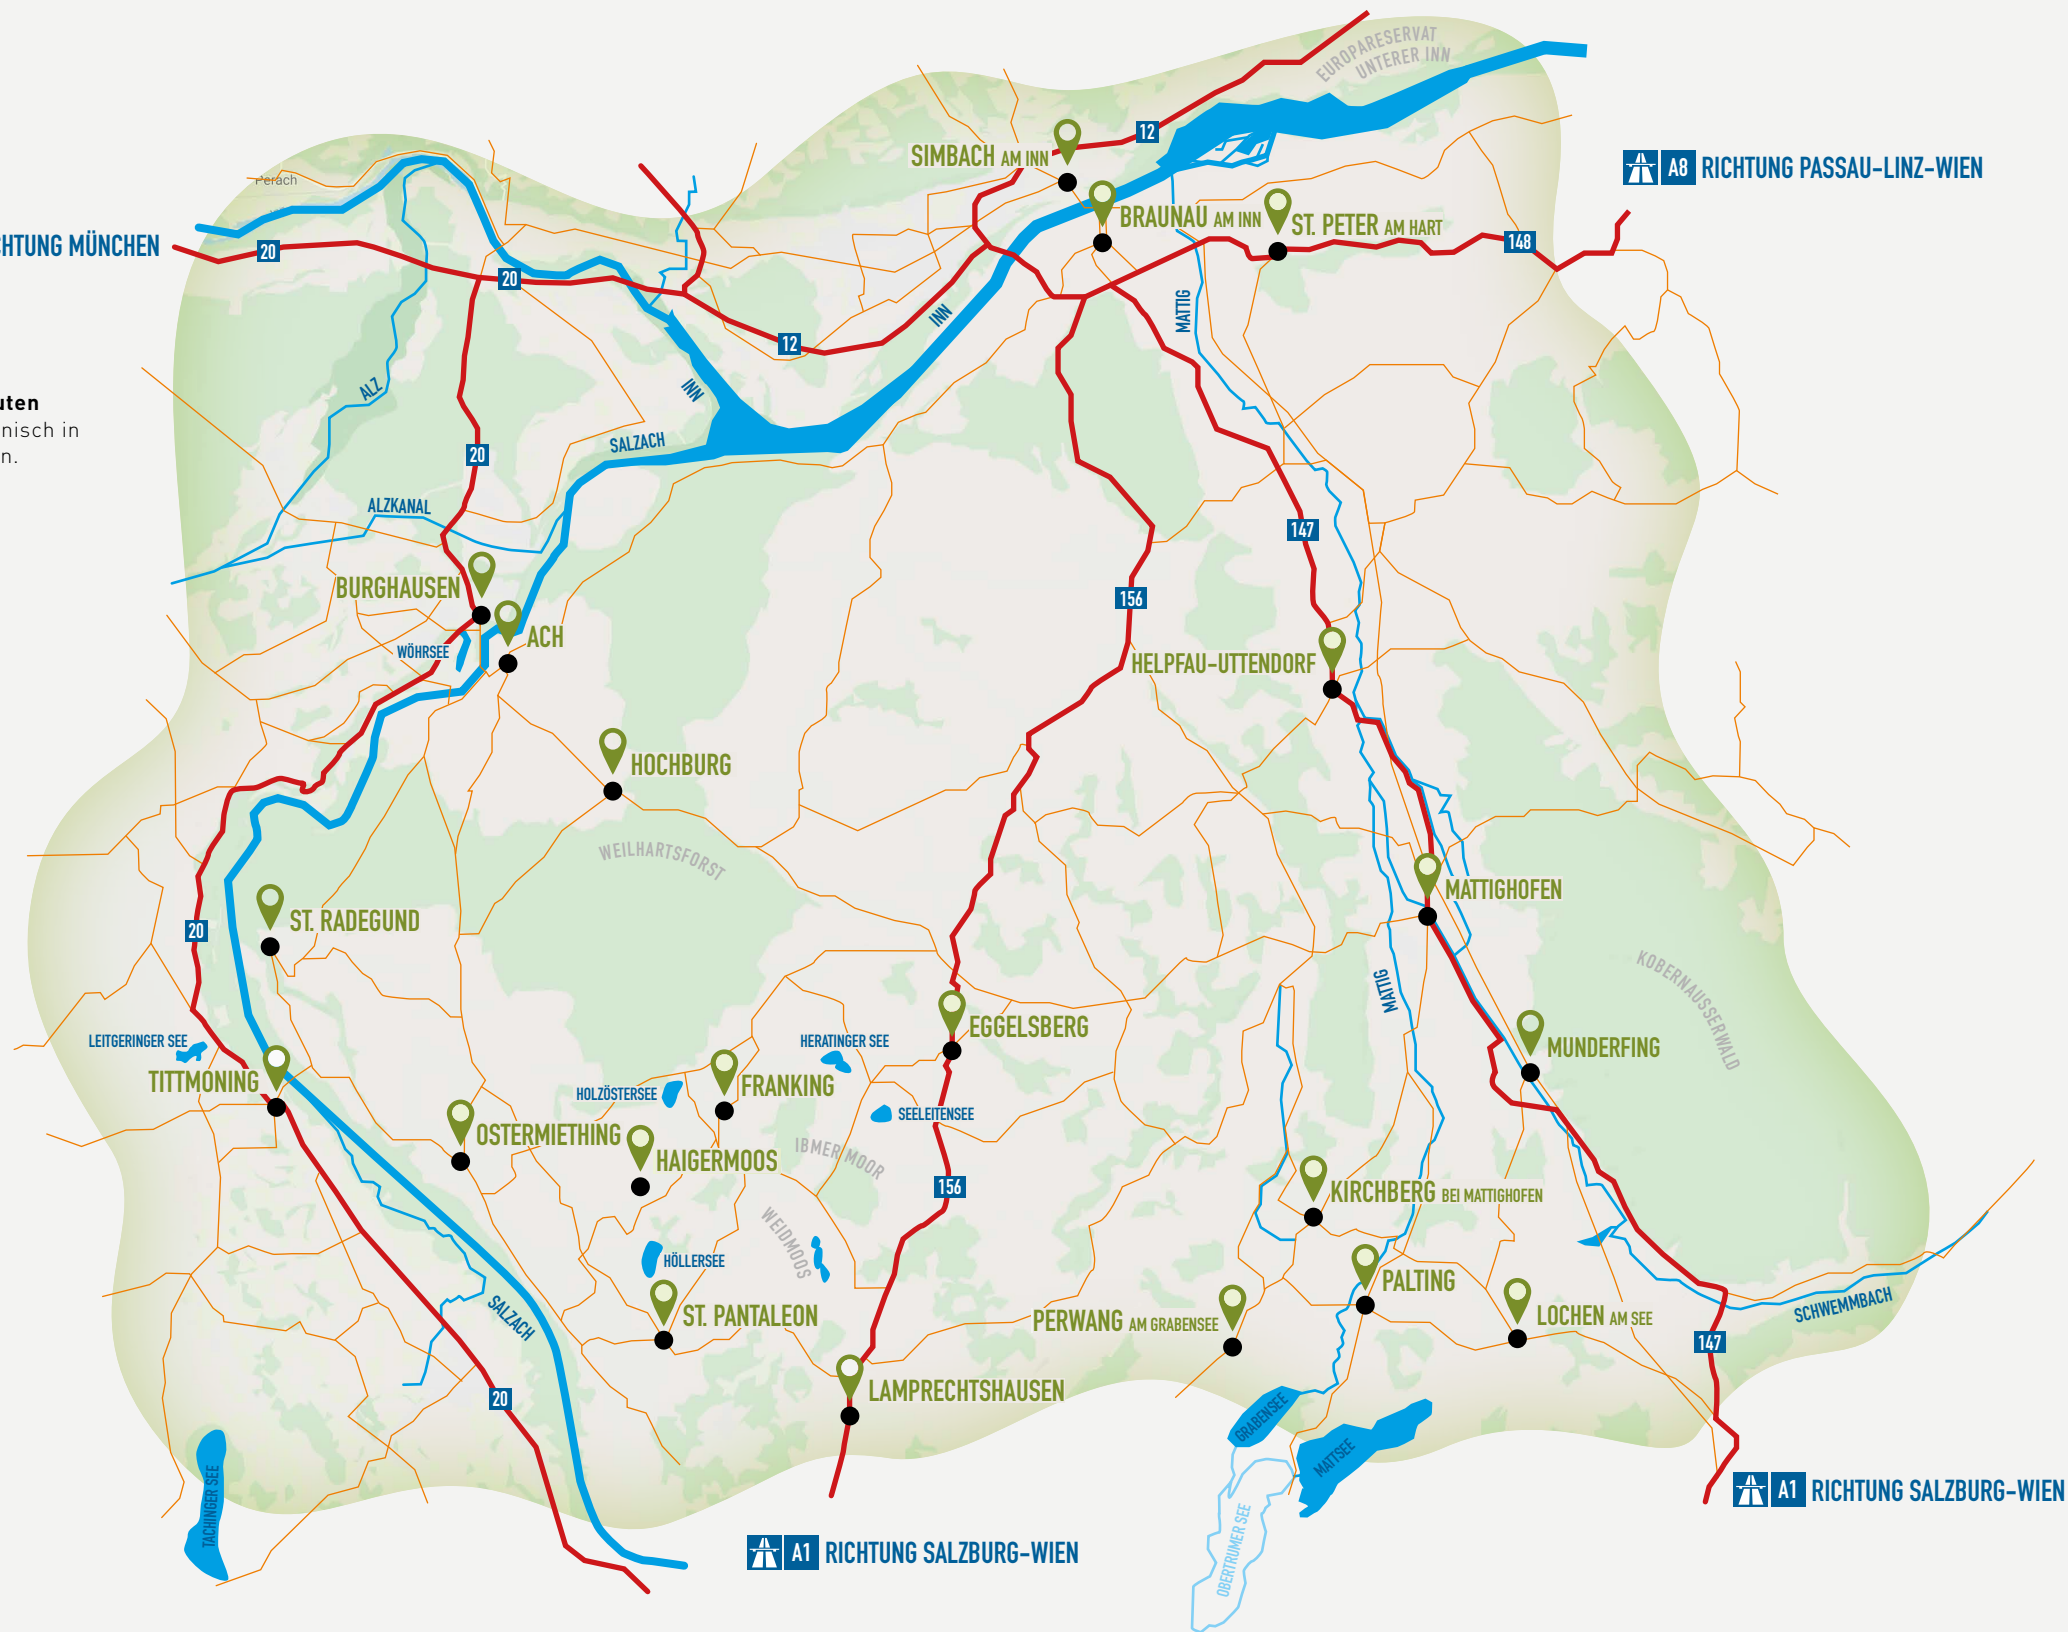 EUROPARESERVAT
UNTERER INN
12
SIMBACH AM INN
A8 RICHTUNG PASSAU-LINZ-WIEN
Perach
BRAUNAU AM INN
ST. PETER AM HART
148
MÜNCHEN
20
20
MATTIG
INN
12
INN
ALZ
nisch in
n.
SALZACH
20
ALZKANAL
147
BURGHAUSEN
156
ACH
WÖHRSEE
HELPFAU-UTTENDORF
HOCHBURG
WEILHARTSFORST
MATTIGHOFEN
ST. RADEGUND
20
KOBERNAUSSERWALD
MATTIG
EGGELSBERG
LEITGERINGER SEE
HERATINGER SEE
MUNDERFING
TITTMONING
FRANKING
HOLZÖSTERSEE
SEELEITENSEE
OSTERMIETHING
IBMER MOOR
HAIGERMOOS
156
KIRCHBERG BEI MATTIGHOFEN
WEIDMOOS
HÖLLERSEE
PALTING
SALZACH
ST. PANTALEON
PERWANG AM GRABENSEE
LOCHEN AM SEE
SCHWEMMBACH
147
LAMPRECHTSHAUSEN
20
GRABENSEE
MATTSEE
TACHINGER SEE
A1 RICHTUNG SALZBURG-WIEN
OBERTRUMER SEE
A1 RICHTUNG SALZBURG-WIEN